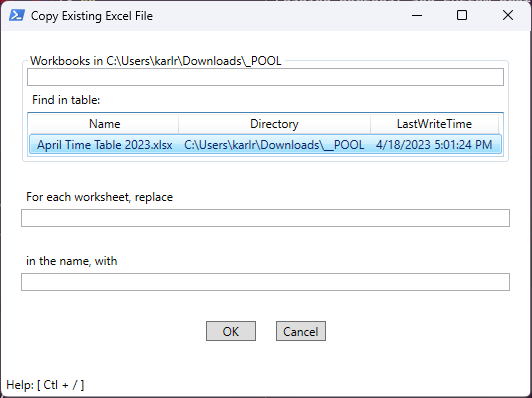 Copy Existing Excel File
Workbooks in C:\Users\karlr\Downloads\_POOL
Find in table:
Name Directory LastWriteTime
April Time Table 2023.xlsx C:\Users\karlr\Downloads\__POOL 4/18/2023 5:01:24 PM
For each worksheet, replace
in the name, with
OK Cancel
Help: [ Ctl + / ]